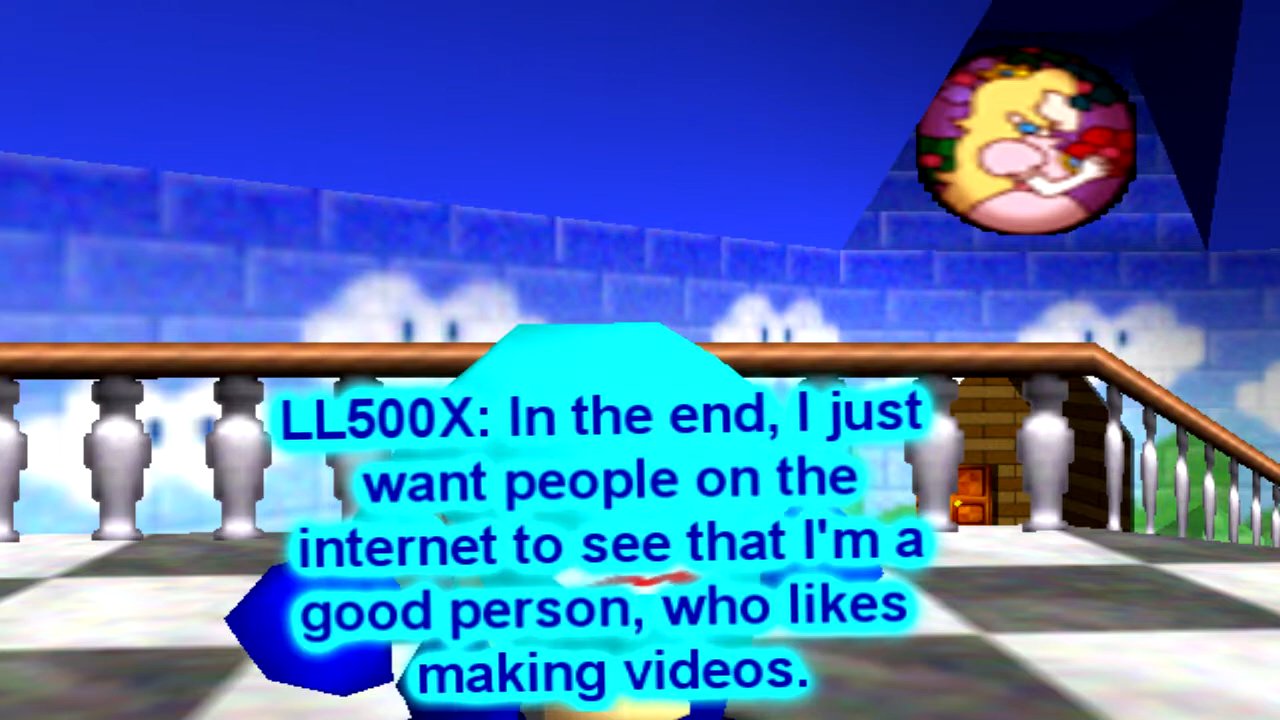 LL500X: In the end, I just
want people on the
internet to see that I'm a
good person, who likes
making videos.